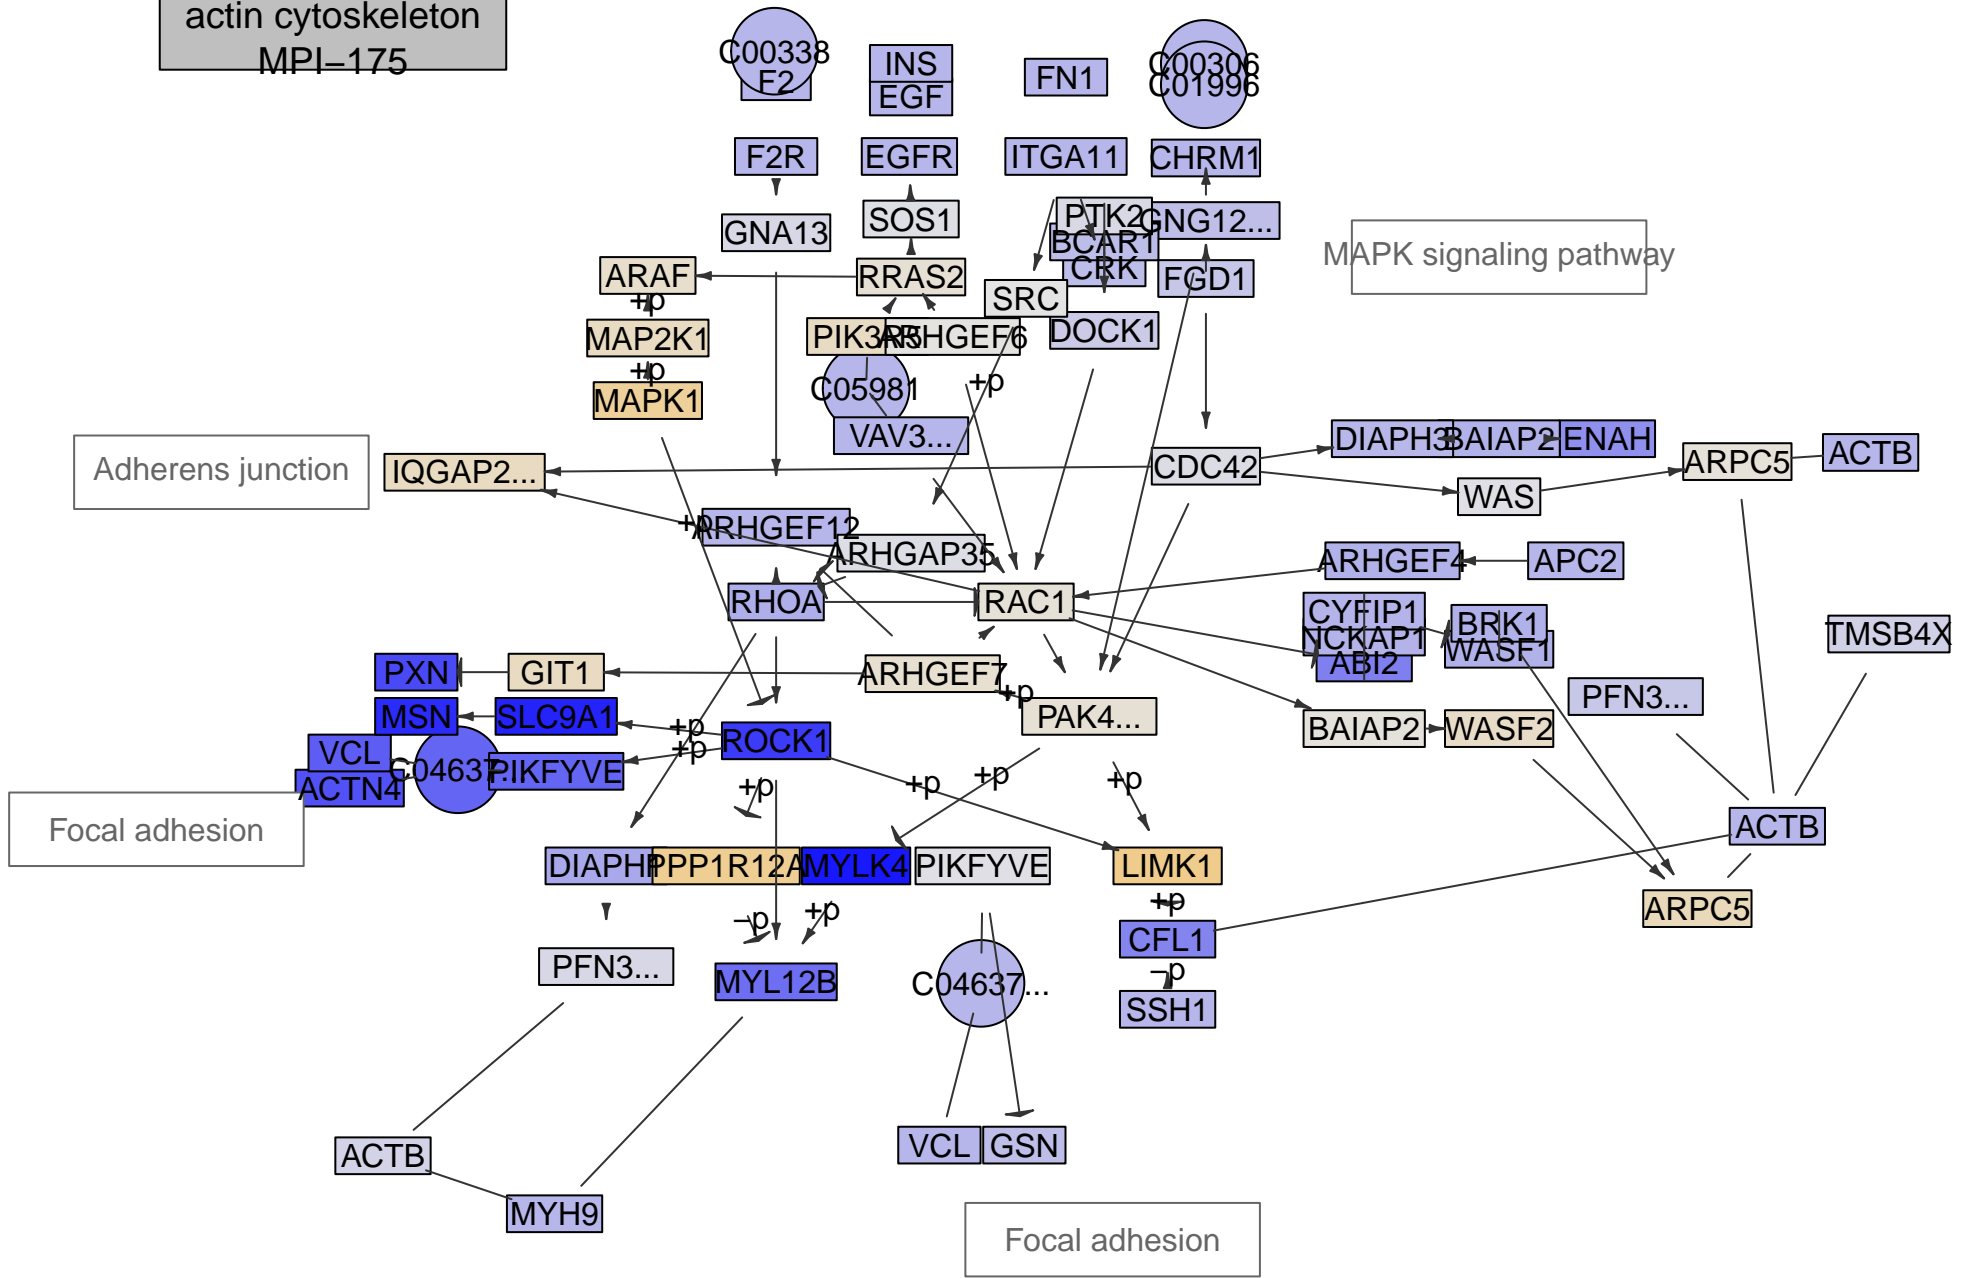 actin cytoskeleton
MPI−175
C00338
F2
INS
EGF
FN1
C00306
C01996
F2R
EGFR
ITGA11
CHRM1
GNA13
SOS1
PTK2
GNG12...
BCAR1
CRK
FGD1
MAPK signaling pathway
ARAF
RRAS2
SRC
+p
MAP2K1
PIK3R5
ARHGEF6
DOCK1
+p
MAPK1
C05981
+p
VAV3...
DIAPH3
BAIAP2
ENAH
ACTB
Adherens junction
IQGAP2...
CDC42
ARPC5
WAS
+p
ARHGEF12
ARHGAP35
ARHGEF4
APC2
RHOA
RAC1
CYFIP1
NCKAP1
ABI2
BRK1
WASF1
TMSB4X
PXN
GIT1
ARHGEF7
+p
PFN3...
MSN
SLC9A1
+p
PAK4...
BAIAP2
WASF2
VCL
+p
ROCK1
C04637...
PIKFYVE
ACTN4
+p
+p
+p
+p
Focal adhesion
ACTB
PPP1R12A
MYLK4
PIKFYVE
LIMK1
−p
+p
+p
ARPC5
CFL1
PFN3...
MYL12B
−p
C04637...
SSH1
VCL
GSN
ACTB
MYH9
Focal adhesion